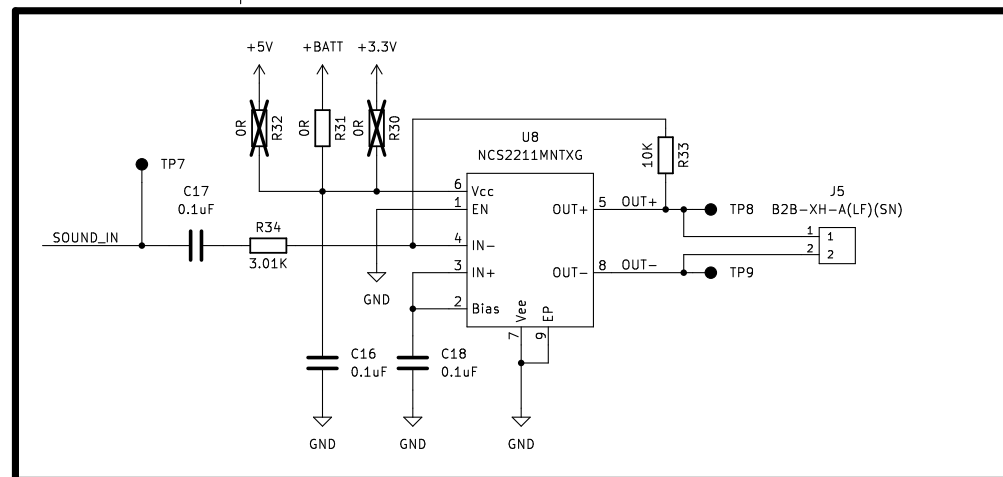 +5V
+BATT
+3.3V
0R
R32
0R
R31
0R
R30
TP7
C17
0.1uF
SOUND_IN
R34
3.01K
GND
U8
NCS2211MNTXG
10K
R33
6
Vcc
1
EN
4
IN-
3
IN+
2
Bias
OUT+
5
OUT+
OUT-
8
OUT-
Vee
7
EP
9
TP8
TP9
J5
B2B-XH-A(LF)(SN)
1
1
2
2
C16
0.1uF
C18
0.1uF
GND
GND
GND